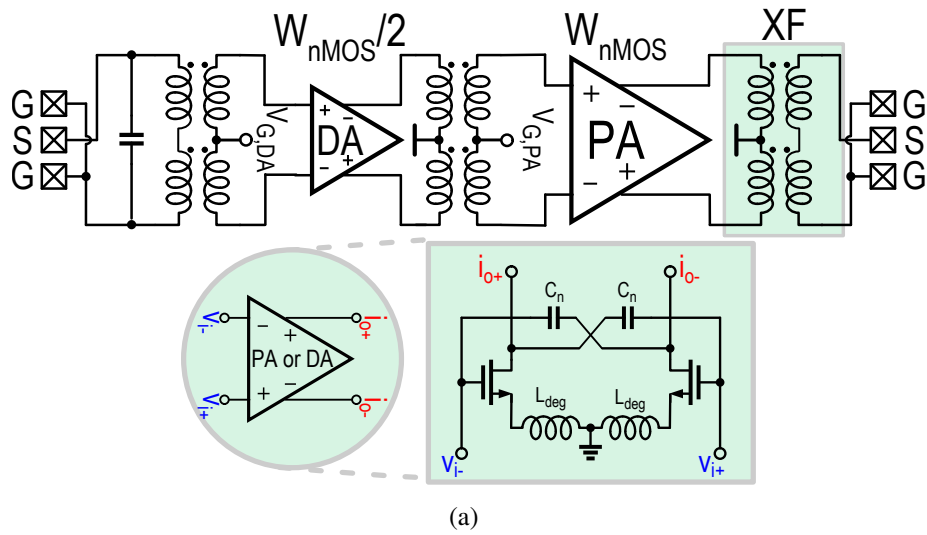 W_nMOS/2 W_nMOS XF
G S G
V_G,DA
+ − DA − +
V_G,PA
+ − PA − +
G S G
v_i- − + PA or DA + − i_o+ i_o-
v_i+
i_o+ i_o-
C_n C_n
L_deg L_deg
v_i- v_i+
(a)